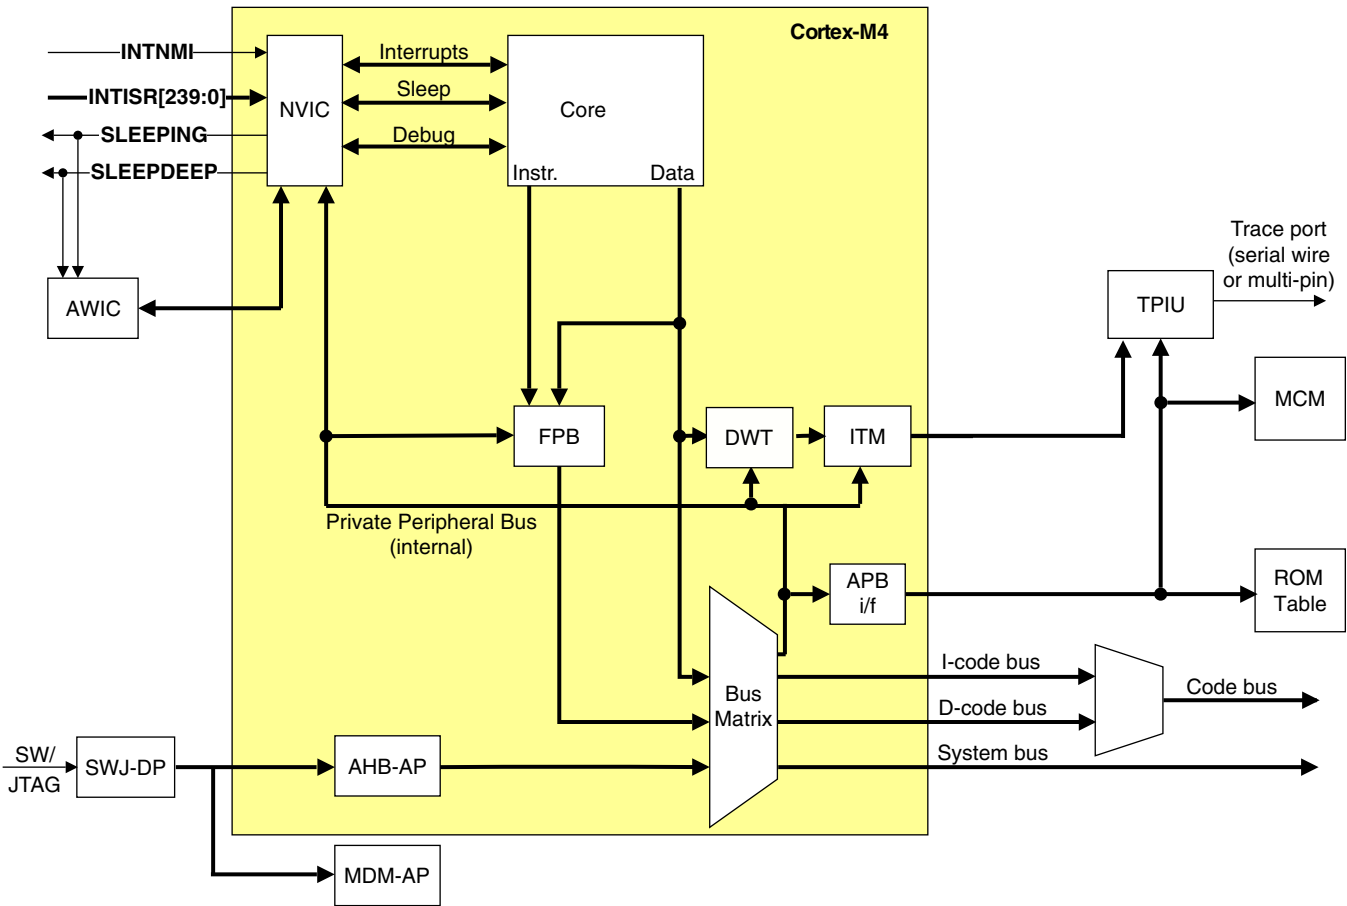 Cortex-M4
INTNMI
Interrupts
INTISR[239:0]
NVIC
Sleep
Core
SLEEPING
Debug
SLEEPDEEP
Instr.
Data
Trace port
(serial wire
or multi-pin)
AWIC
TPIU
MCM
FPB
DWT
ITM
Private Peripheral Bus
(internal)
APB
i/f
ROM
Table
I-code bus
Bus
Matrix
Code bus
D-code bus
System bus
SW/
JTAG
SWJ-DP
AHB-AP
MDM-AP